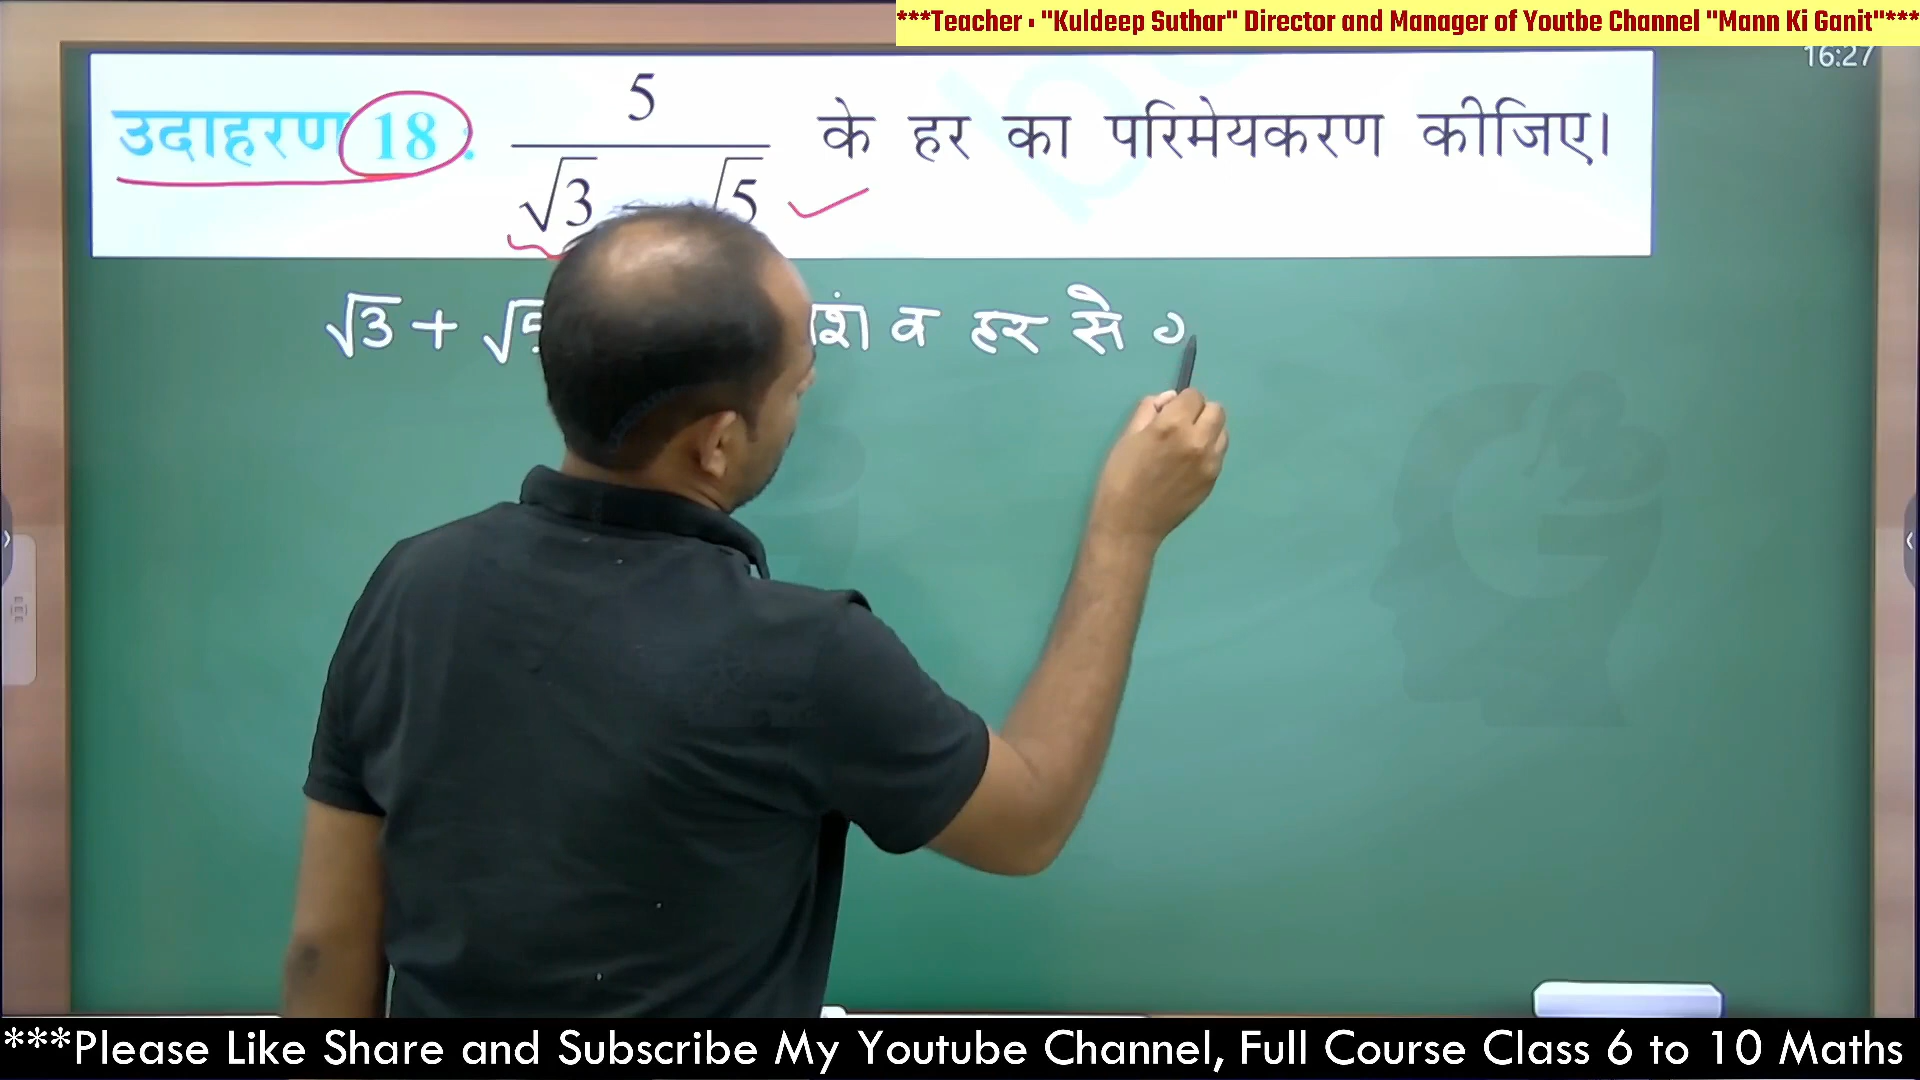 ***Teacher : "Kuldeep Suthar" Director and Manager of Youtbe Channel "Mann Ki Ganit"***
16:27
उदाहरण 18 : 5 / √3 – √5 के हर का परिमेयकरण कीजिए।
√3 + √5 व हर से
***Please Like Share and Subscribe My Youtube Channel, Full Course Class 6 to 10 Maths